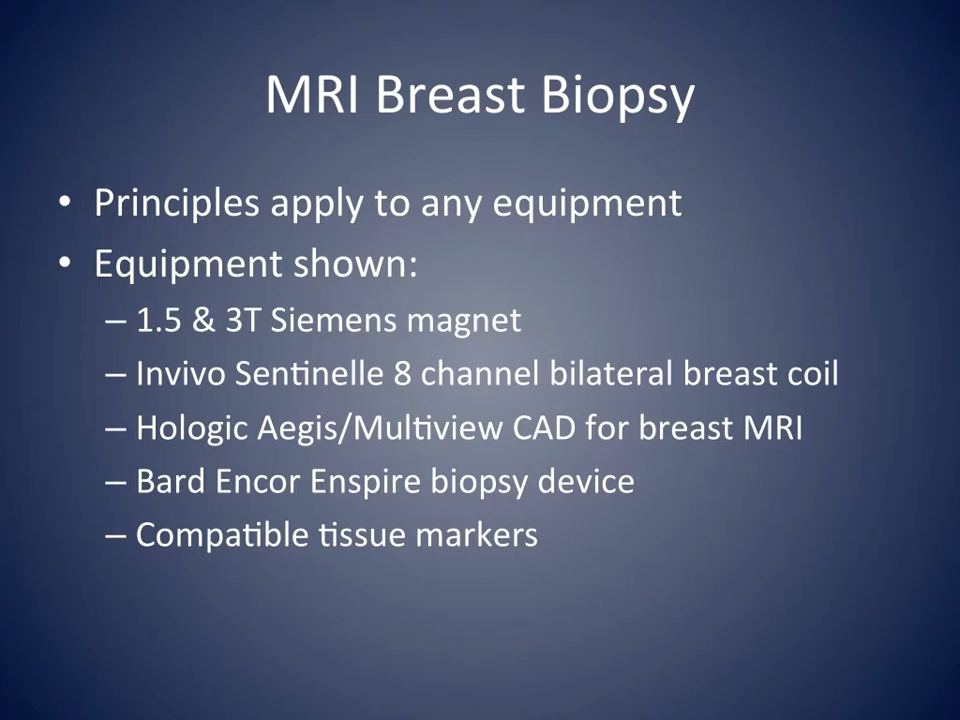 MRI Breast Biopsy
• Principles apply to any equipment
• Equipment shown:
– 1.5 & 3T Siemens magnet
– Invivo Sentinelle 8 channel bilateral breast coil
– Hologic Aegis/Multiview CAD for breast MRI
– Bard Encor Enspire biopsy device
– Compatible tissue markers